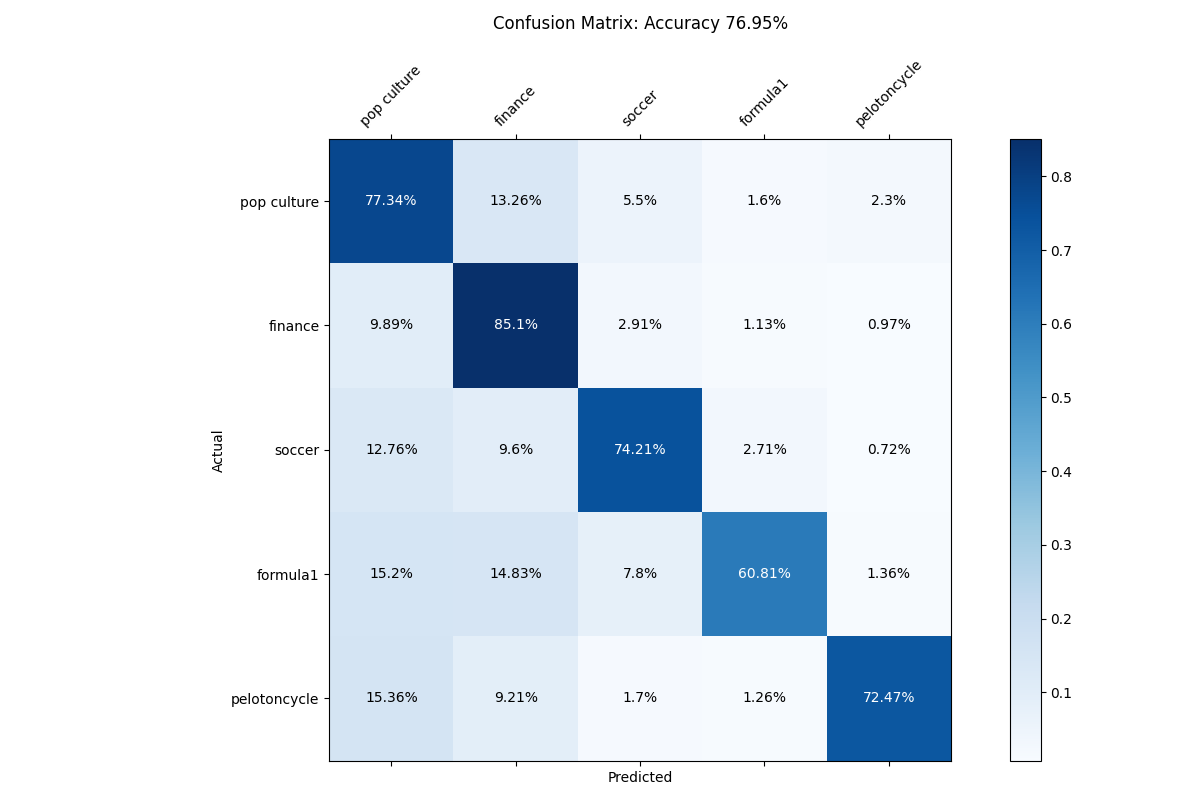 Confusion Matrix: Accuracy 76.95%
pop culture finance soccer formula1 pelotoncycle
pop culture 77.34% 13.26% 5.5% 1.6% 2.3%
finance 9.89% 85.1% 2.91% 1.13% 0.97%
soccer 12.76% 9.6% 74.21% 2.71% 0.72%
formula1 15.2% 14.83% 7.8% 60.81% 1.36%
pelotoncycle 15.36% 9.21% 1.7% 1.26% 72.47%
Actual
Predicted
0.8
0.7
0.6
0.5
0.4
0.3
0.2
0.1